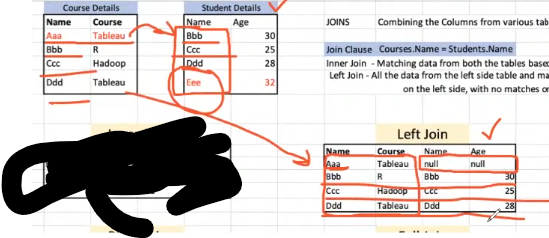 Course Details
Name Course
Aaa Tableau
Bbb R
Ccc Hadoop
Ddd Tableau
Student Details
Name Age
Bbb 30
Ccc 25
Ddd 28
Eee 32
JOINS Combining the Columns from various tab
Join Clause Courses.Name = Students.Name
Inner Join - Matching data from both the tables base
Left Join - All the data from the left side table and ma
on the left side, with no matches o
Left Join
Name Course Name Age
Aaa Tableau null null
Bbb R Bbb 30
Ccc Hadoop Ccc 25
Ddd Tableau Ddd 28